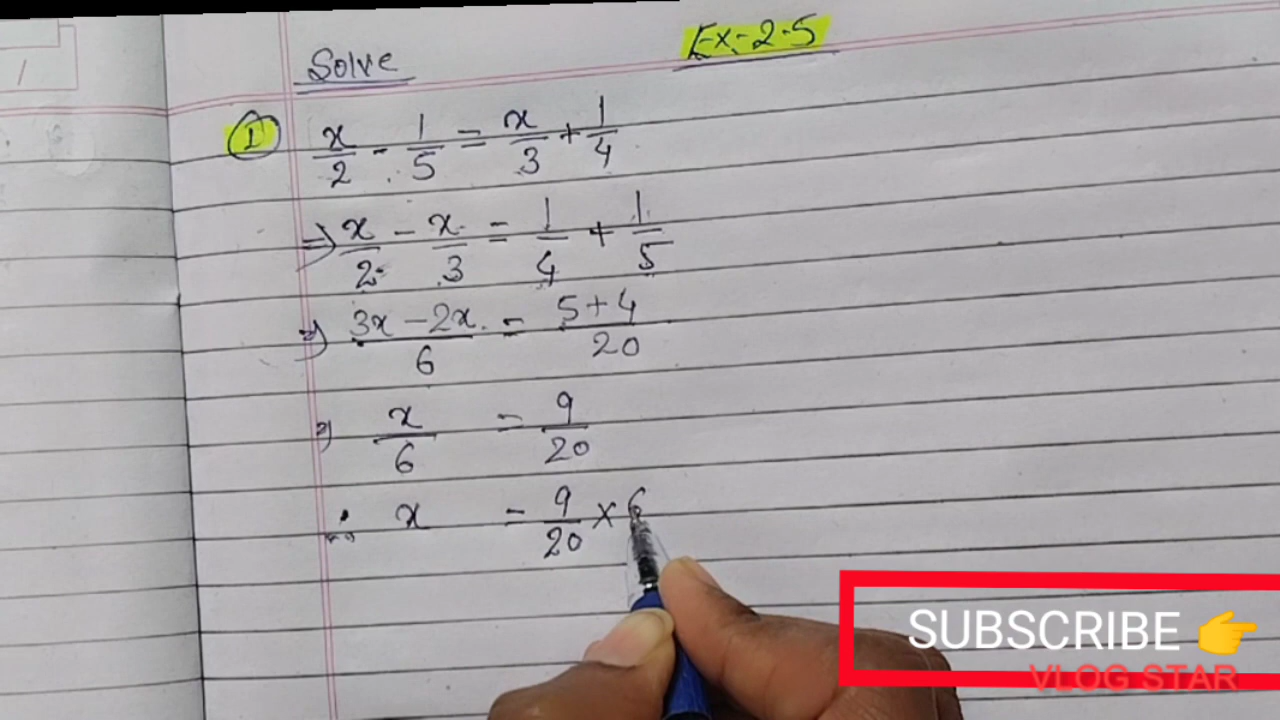 Solve Ex-2.5
1 x/2 - 1/5 = x/3 + 1/4
⇒ x/2 - x/3 = 1/4 + 1/5
⇒ 3x - 2x/6 = 5+4/20
⇒ x/6 = 9/20
∴ x = 9/20 × 6
SUBSCRIBE 👉
VLOG STAR